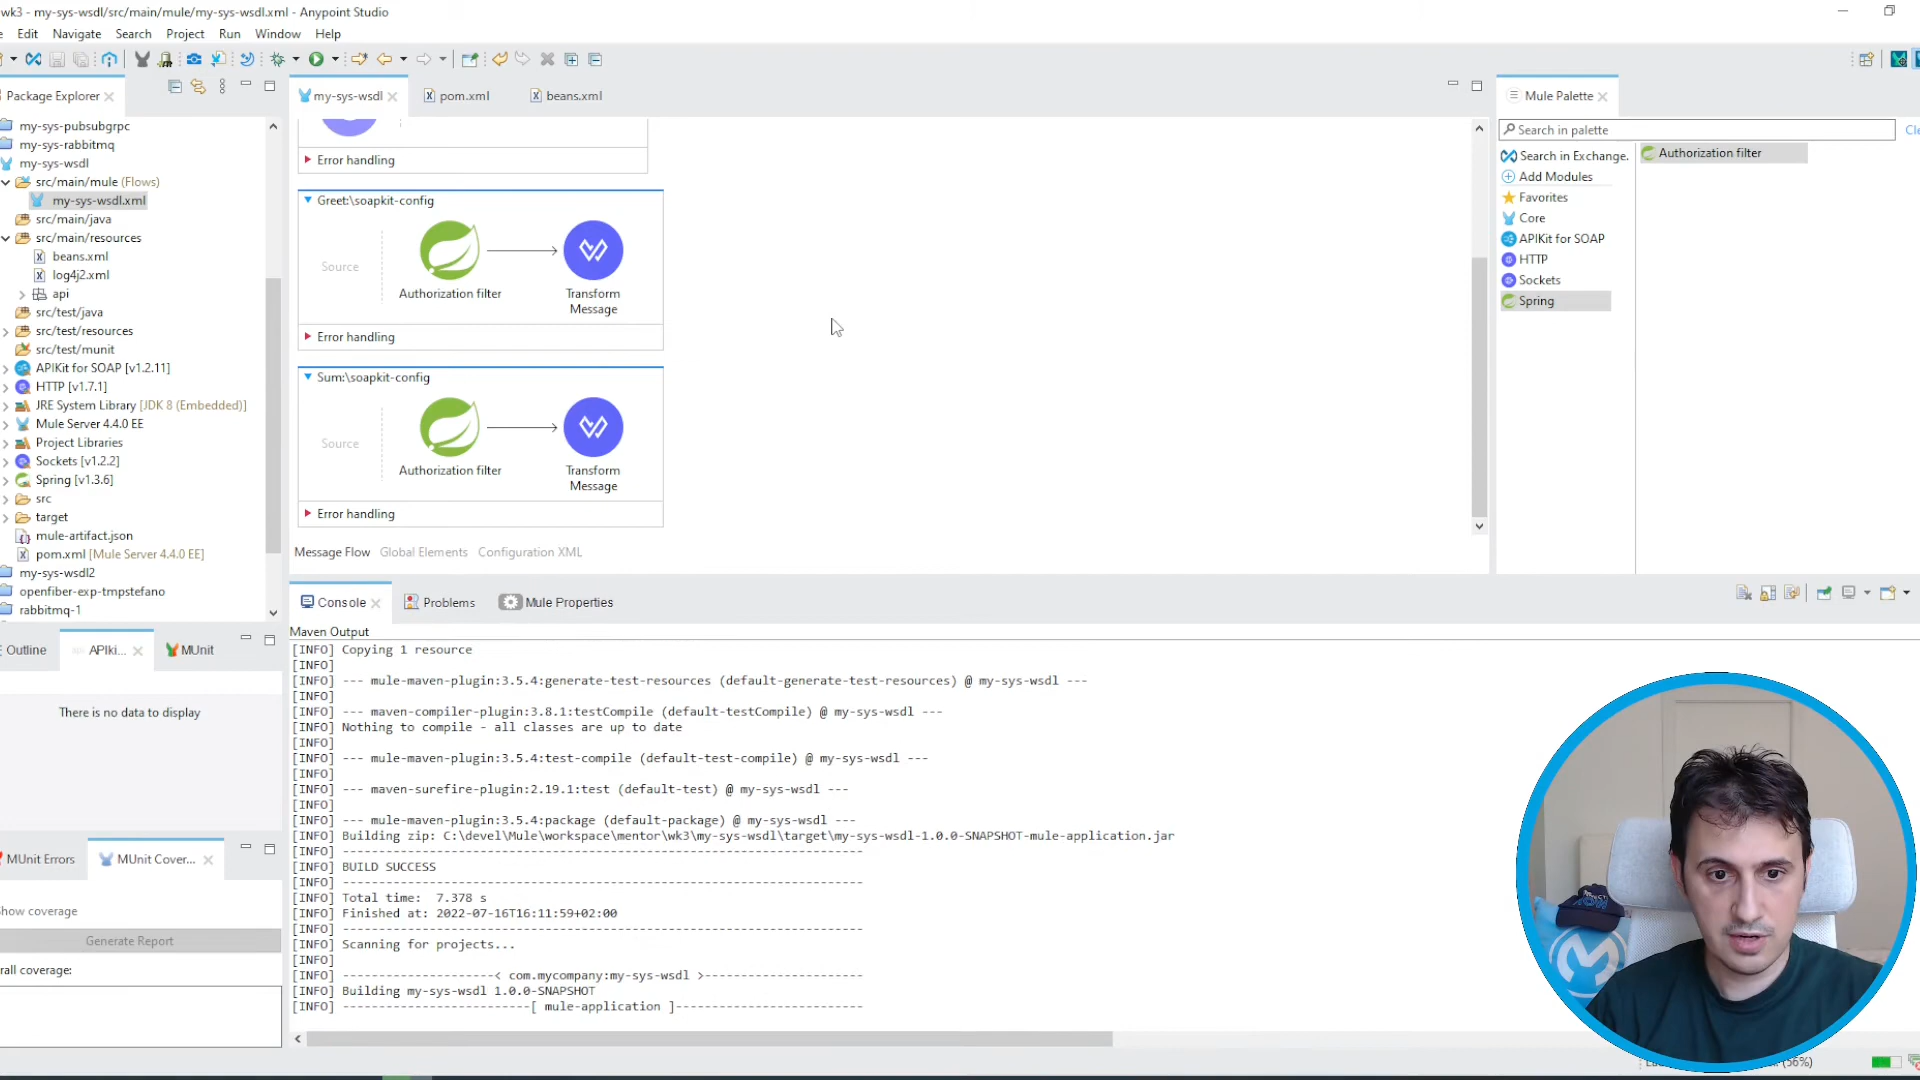 wk3 - my-sys-wsdl/src/main/mule/my-sys-wsdl.xml - Anypoint Studio
Edit Navigate Search Project Run Window Help
Package Explorer
my-sys-pubsubgrpc
my-sys-rabbitmq
my-sys-wsdl
src/main/mule (Flows)
my-sys-wsdl.xml
src/main/java
src/main/resources
beans.xml
log4j2.xml
api
src/test/java
src/test/resources
src/test/munit
APIKit for SOAP [v1.2.11]
HTTP [v1.7.1]
JRE System Library [JDK 8 (Embedded)]
Mule Server 4.4.0 EE
Project Libraries
Sockets [v1.2.2]
Spring [v1.3.6]
src
target
mule-artifact.json
pom.xml [Mule Server 4.4.0 EE]
my-sys-wsdl2
openfiber-exp-tmpstefano
rabbitmq-1
my-sys-wsdl
pom.xml
beans.xml
Error handling
Greet:\soapkit-config
Source
Authorization filter
Transform
Message
Error handling
Sum:\soapkit-config
Source
Authorization filter
Transform
Message
Error handling
Message Flow Global Elements Configuration XML
Mule Palette
Search in palette
Cle
Search in Exchange.
Add Modules
Favorites
Core
APIKit for SOAP
HTTP
Sockets
Spring
Authorization filter
Outline APIki... MUnit
There is no data to display
MUnit Errors MUnit Cover...
how coverage
Generate Report
rall coverage:
Console Problems Mule Properties
Maven Output
[INFO] Copying 1 resource
[INFO]
[INFO] --- mule-maven-plugin:3.5.4:generate-test-resources (default-generate-test-resources) @ my-sys-wsdl ---
[INFO]
[INFO] --- maven-compiler-plugin:3.8.1:testCompile (default-testCompile) @ my-sys-wsdl ---
[INFO] Nothing to compile - all classes are up to date
[INFO]
[INFO] --- mule-maven-plugin:3.5.4:test-compile (default-test-compile) @ my-sys-wsdl ---
[INFO]
[INFO] --- maven-surefire-plugin:2.19.1:test (default-test) @ my-sys-wsdl ---
[INFO]
[INFO] --- mule-maven-plugin:3.5.4:package (default-package) @ my-sys-wsdl ---
[INFO] Building zip: C:\devel\Mule\workspace\mentor\wk3\my-sys-wsdl\target\my-sys-wsdl-1.0.0-SNAPSHOT-mule-application.jar
[INFO] ------------------------------------------------------------------------
[INFO] BUILD SUCCESS
[INFO] ------------------------------------------------------------------------
[INFO] Total time:  7.378 s
[INFO] Finished at: 2022-07-16T16:11:59+02:00
[INFO] ------------------------------------------------------------------------
[INFO] Scanning for projects...
[INFO]
[INFO] ---------------------< com.mycompany:my-sys-wsdl >----------------------
[INFO] Building my-sys-wsdl 1.0.0-SNAPSHOT
[INFO] --------------------------[ mule-application ]--------------------------
(56%)